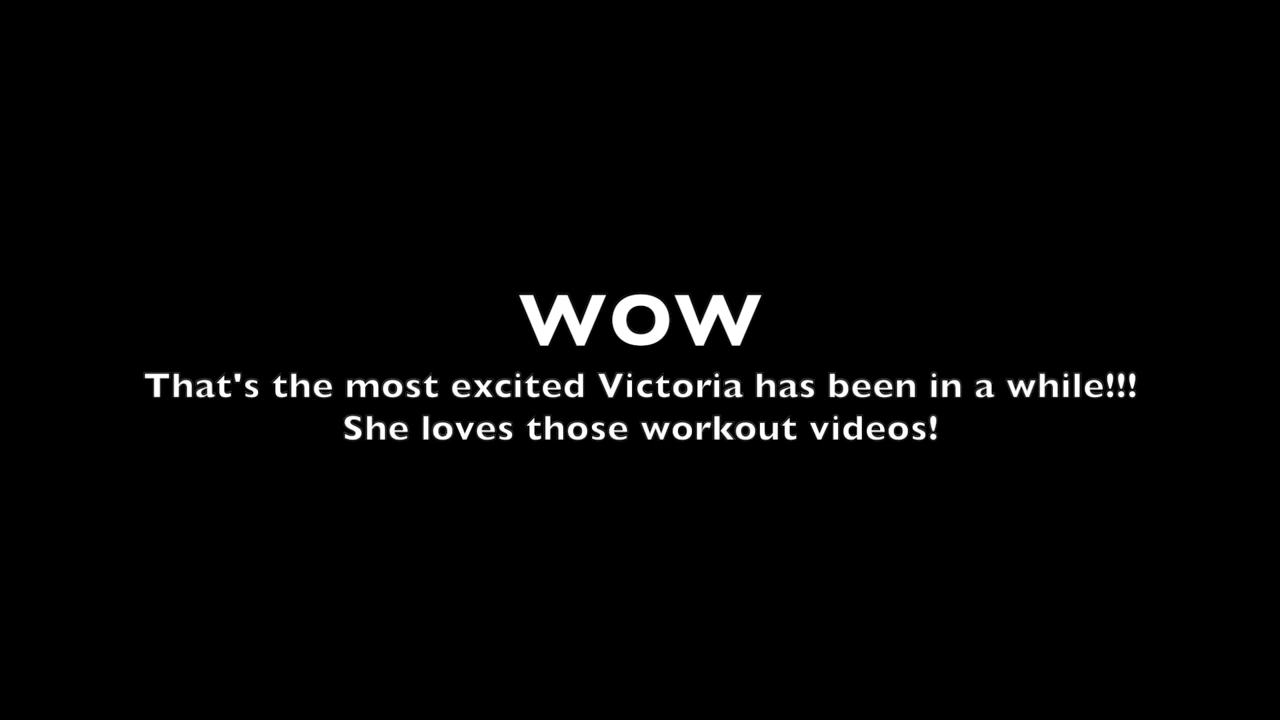 WOW
That's the most excited Victoria has been in a while!!!
She loves those workout videos!